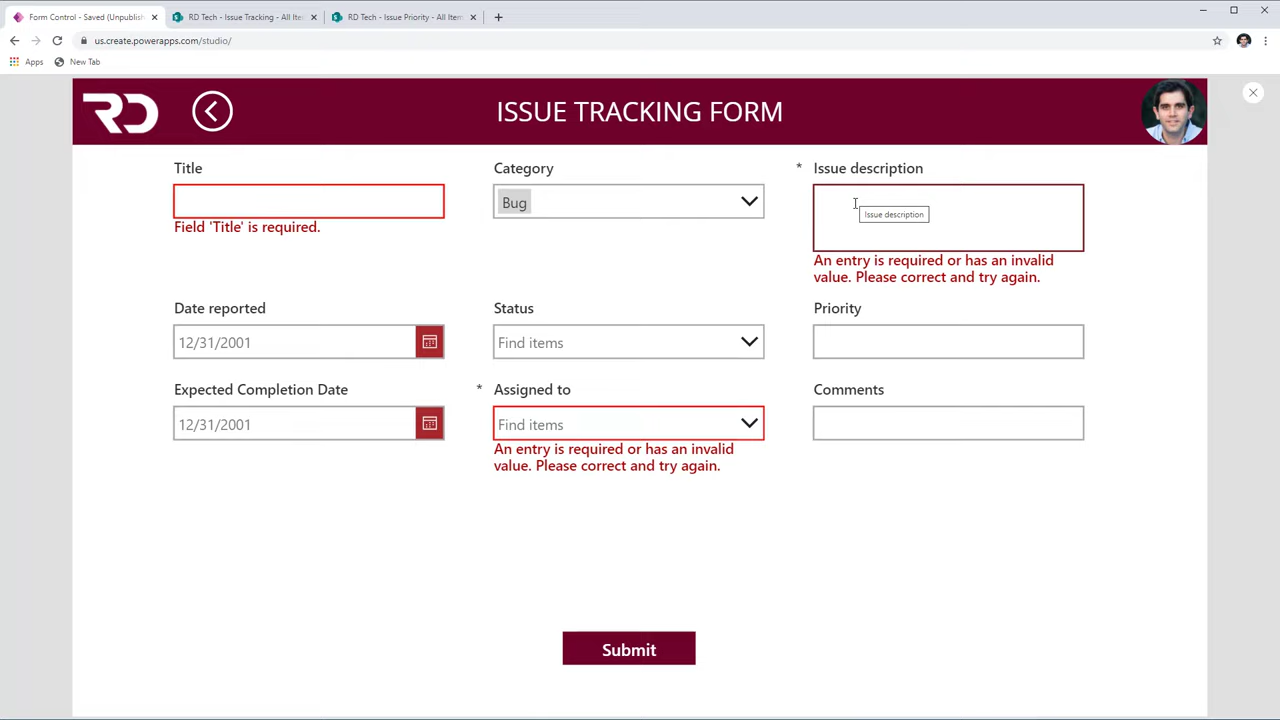 Form Control - Saved (Unpublish
RD Tech - Issue Tracking - All Ite
RD Tech - Issue Priority - All Item
us.create.powerapps.com/studio/
Apps
New Tab
RD
ISSUE TRACKING FORM
Title
Category
* Issue description
Bug
Issue description
Field 'Title' is required.
An entry is required or has an invalid
value. Please correct and try again.
Date reported
Status
Priority
12/31/2001
Find items
Expected Completion Date
* Assigned to
Comments
12/31/2001
Find items
An entry is required or has an invalid
value. Please correct and try again.
Submit